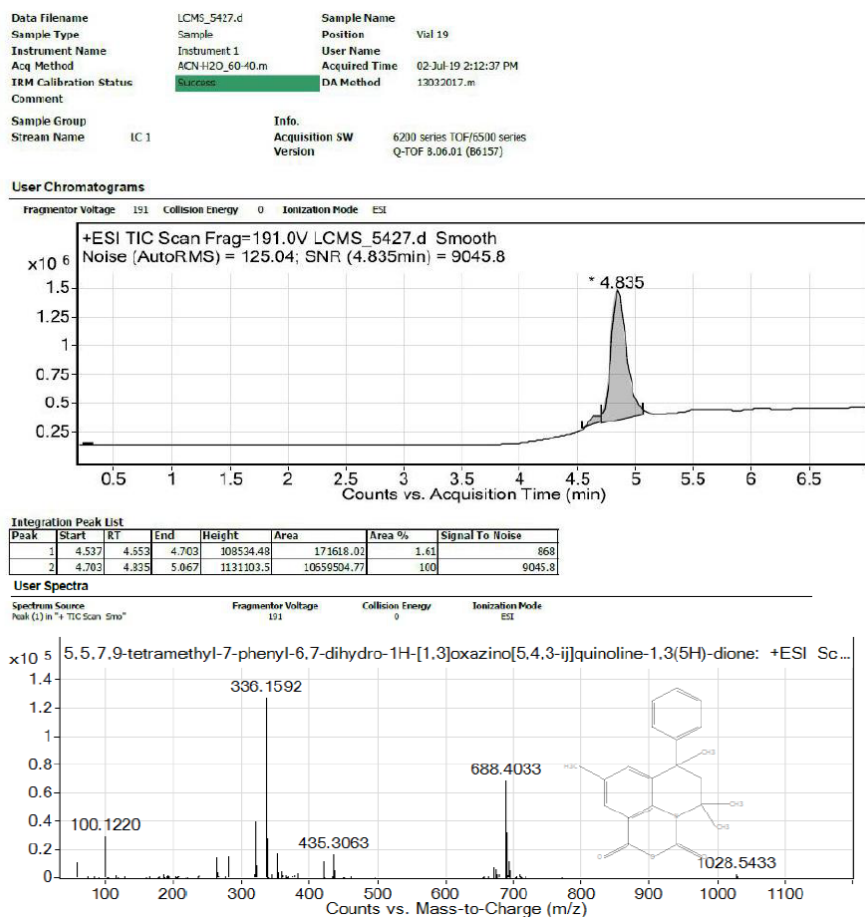 Data Filename LCMS_5427.d Sample Name
Sample Type Sample Position Vial 19
Instrument Name Instrument 1 User Name
Acq Method ACN-H2O_60-40.m Acquired Time 02-Jul-19 2:12:37 PM
IRM Calibration Status Success DA Method 13032017.m
Comment
Sample Group Info.
Stream Name LC 1 Acquisition SW 6200 series TOF/6500 series
Version Q-TOF B.06.01 (B6157)
User Chromatograms
Fragmentor Voltage 191 Collision Energy 0 Ionization Mode ESI
+ESI TIC Scan Frag=191.0V LCMS_5427.d Smooth
Noise (AutoRMS) = 125.04; SNR (4.835min) = 9045.8
x10 6
* 4.835
1.5
1.25
1
0.75
0.5
0.25
0.5 1 1.5 2 2.5 3 3.5 4 4.5 5 5.5 6 6.5
Counts vs. Acquisition Time (min)
Integration Peak List
Peak Start RT End Height Area Area % Signal To Noise
1 4.537 4.653 4.703 108534.48 171618.02 1.61 868
2 4.703 4.835 5.067 1131103.5 10659504.77 100 9045.8
User Spectra
Spectrum Source Fragmentor Voltage Collision Energy Ionization Mode
Peak (1) in "+ TIC Scan Smo" 191 0 ESI
x10 5
5,5,7,9-tetramethyl-7-phenyl-6,7-dihydro-1H-[1,3]oxazino[5,4,3-ij]quinoline-1,3(5H)-dione: +ESI Sc...
1.4
336.1592
1.2
1
0.8
688.4033
0.6
0.4
100.1220
435.3063
0.2
1028.5433
0
CH3
H3C
CH3
CH3
N
O
O
O
100 200 300 400 500 600 700 800 900 1000 1100
Counts vs. Mass-to-Charge (m/z)